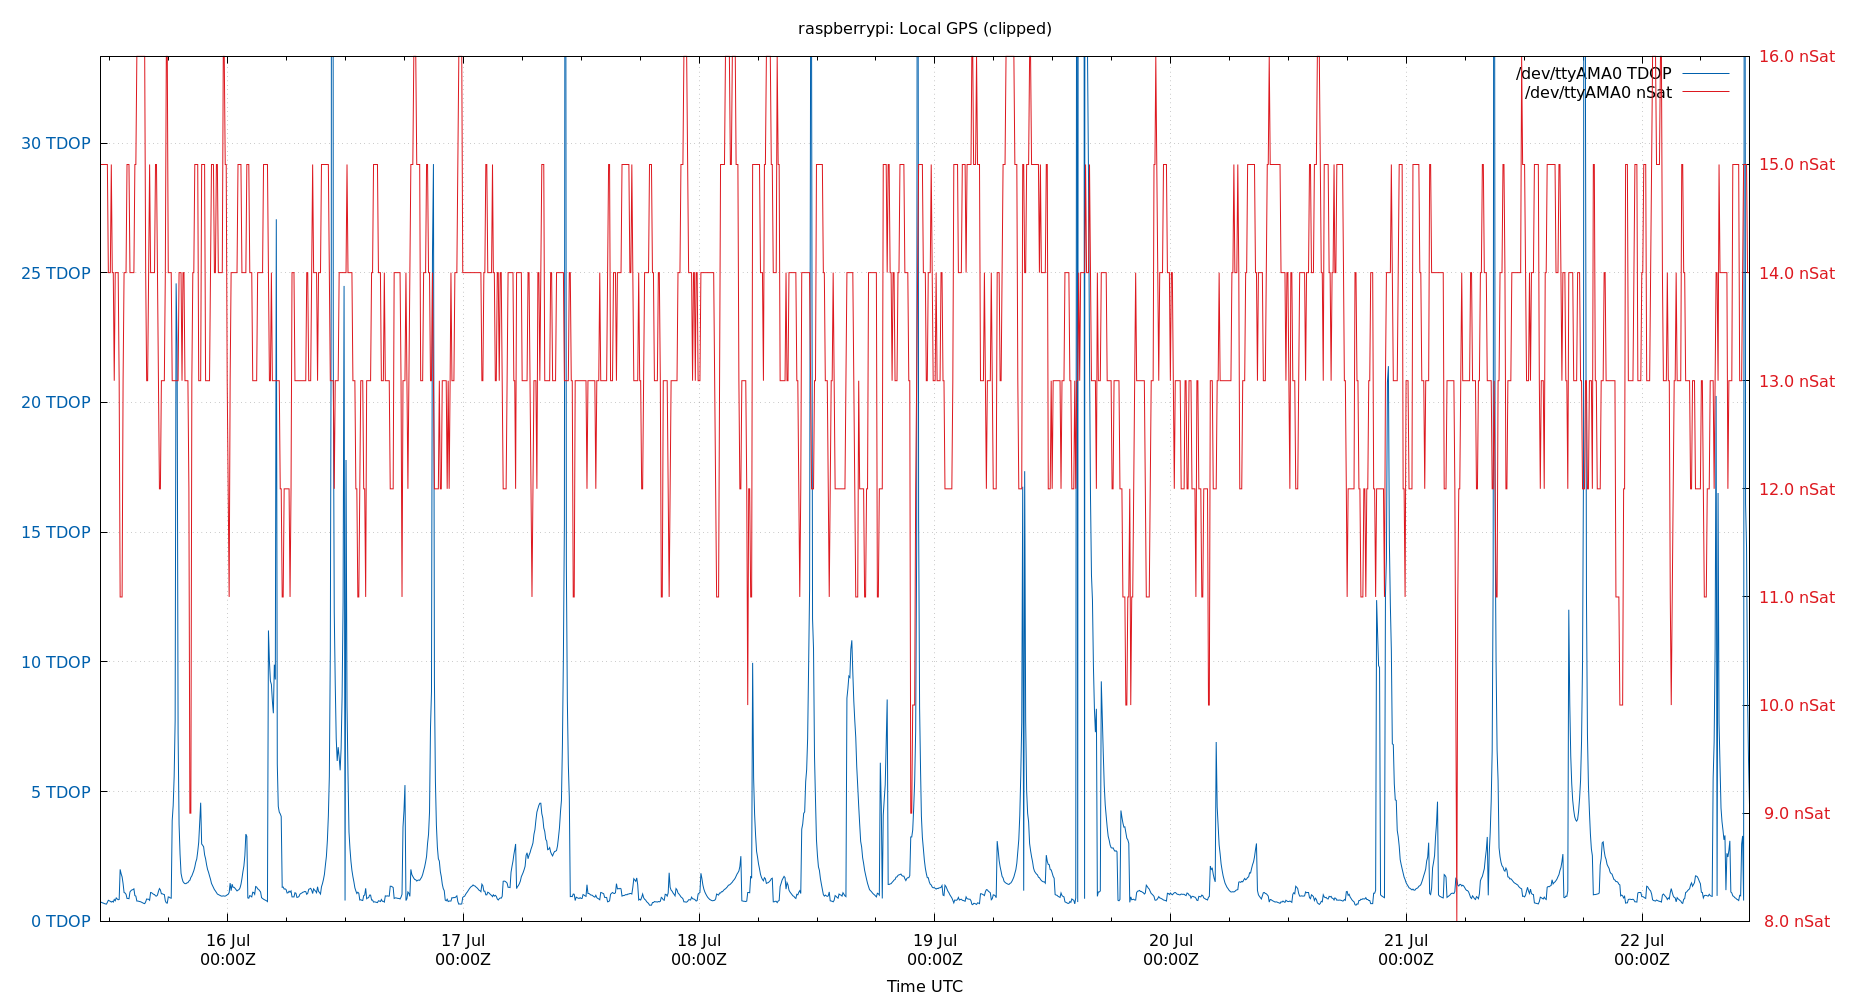 raspberrypi: Local GPS (clipped)
/dev/ttyAMA0 TDOP
/dev/ttyAMA0 nSat
30 TDOP
25 TDOP
20 TDOP
15 TDOP
10 TDOP
5 TDOP
0 TDOP
16.0 nSat
15.0 nSat
14.0 nSat
13.0 nSat
12.0 nSat
11.0 nSat
10.0 nSat
9.0 nSat
8.0 nSat
16 Jul
00:00Z
17 Jul
00:00Z
18 Jul
00:00Z
19 Jul
00:00Z
20 Jul
00:00Z
21 Jul
00:00Z
22 Jul
00:00Z
Time UTC